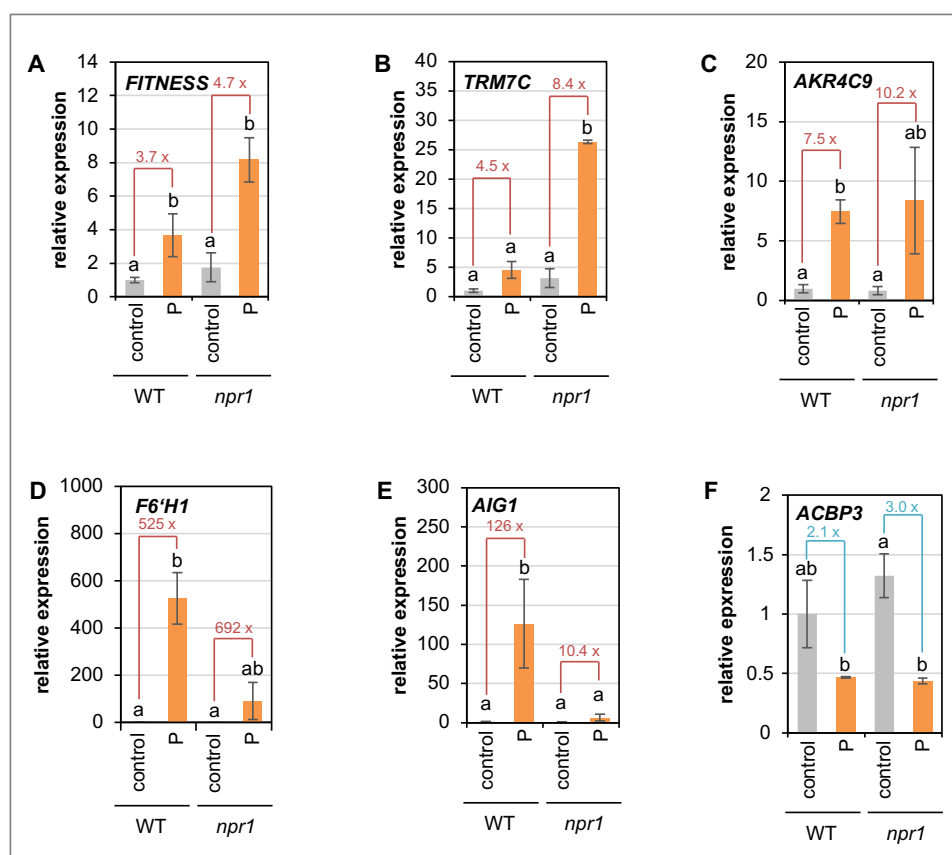 A
FITNESS
relative expression
14
12
10
8
6
4
2
0
3.7 x
4.7 x
a
b
a
b
control
P
control
P
WT
npr1
B
TRM7C
relative expression
40
35
30
25
20
15
10
5
0
4.5 x
8.4 x
a
a
a
b
control
P
control
P
WT
npr1
C
AKR4C9
relative expression
20
15
10
5
0
7.5 x
10.2 x
a
b
a
ab
control
P
control
P
WT
npr1
D
F6‘H1
relative expression
1000
800
600
400
200
0
525 x
692 x
a
b
a
ab
control
P
control
P
WT
npr1
E
AIG1
relative expression
300
250
200
150
100
50
0
126 x
10.4 x
a
b
a
a
control
P
control
P
WT
npr1
F
ACBP3
relative epxression
2
1.5
1
0.5
0
2.1 x
3.0 x
ab
b
a
b
control
P
control
P
WT
npr1